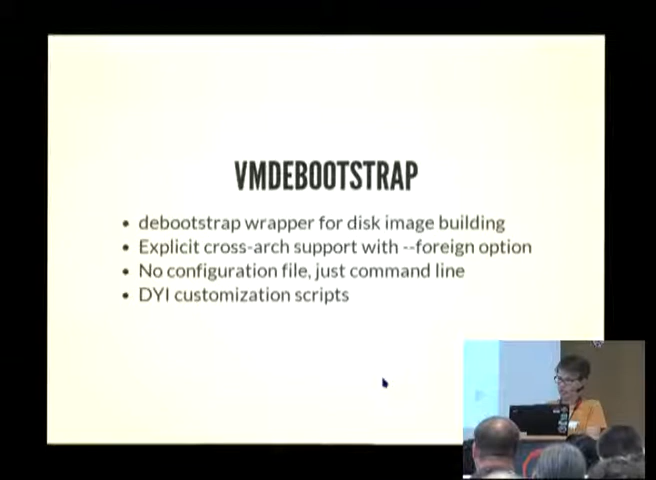 VMDEBOOTSTRAP
• debootstrap wrapper for disk image building
• Explicit cross-arch support with --foreign option
• No configuration file, just command line
• DYI customization scripts